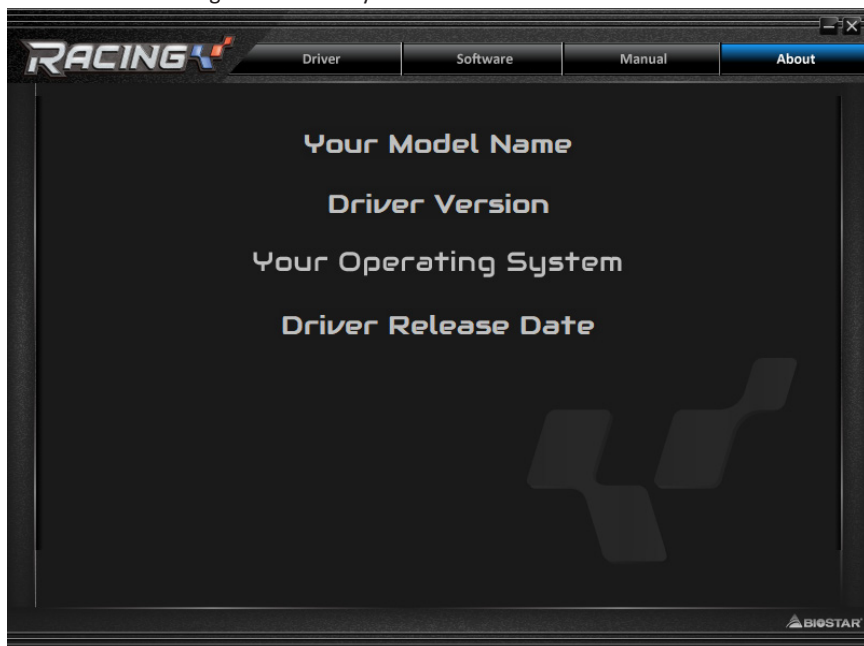 RACING
Driver
Software
Manual
About
Your Model Name
Driver Version
Your Operating System
Driver Release Date
BIOSTAR